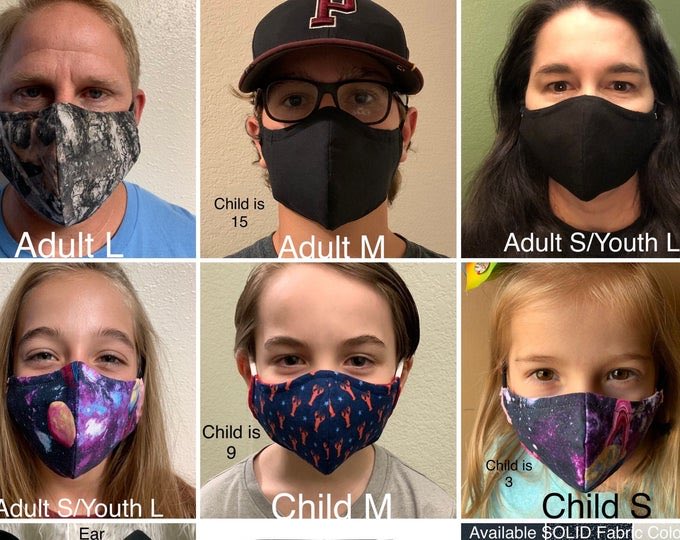 P
Child is
15
Adult L
Adult M
Adult S/Youth L
Child is
9
Child is
3
Adult S/Youth L
Child M
Child S
Ear
Available SOLID Fabric Colo